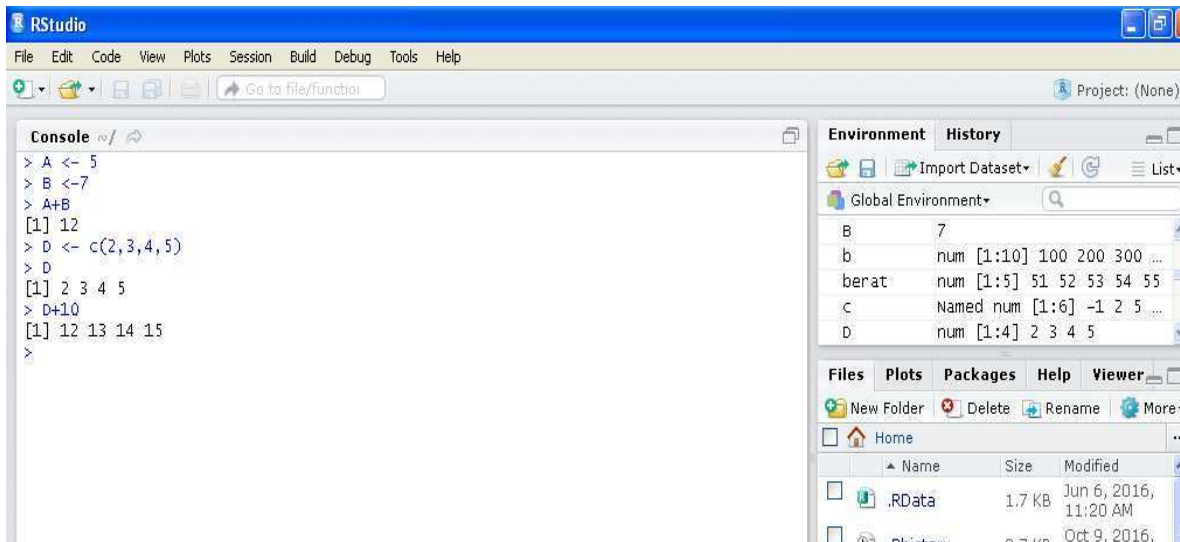 RStudio
File Edit Code View Plots Session Build Debug Tools Help
Go to file/function
Project: (None)
Console ~/
> A <- 5
> B <-7
> A+B
[1] 12
> D <- c(2,3,4,5)
> D
[1] 2 3 4 5
> D+10
[1] 12 13 14 15
>
Environment History
Import Dataset List
Global Environment
B 7
b num [1:10] 100 200 300 ...
berat num [1:5] 51 52 53 54 55
c Named num [1:6] -1 2 5 ...
D num [1:4] 2 3 4 5
Files Plots Packages Help Viewer
New Folder Delete Rename More
Home
Name Size Modified
.RData 1.7 KB Jun 6, 2016, 11:20 AM
Oct 9, 2016,